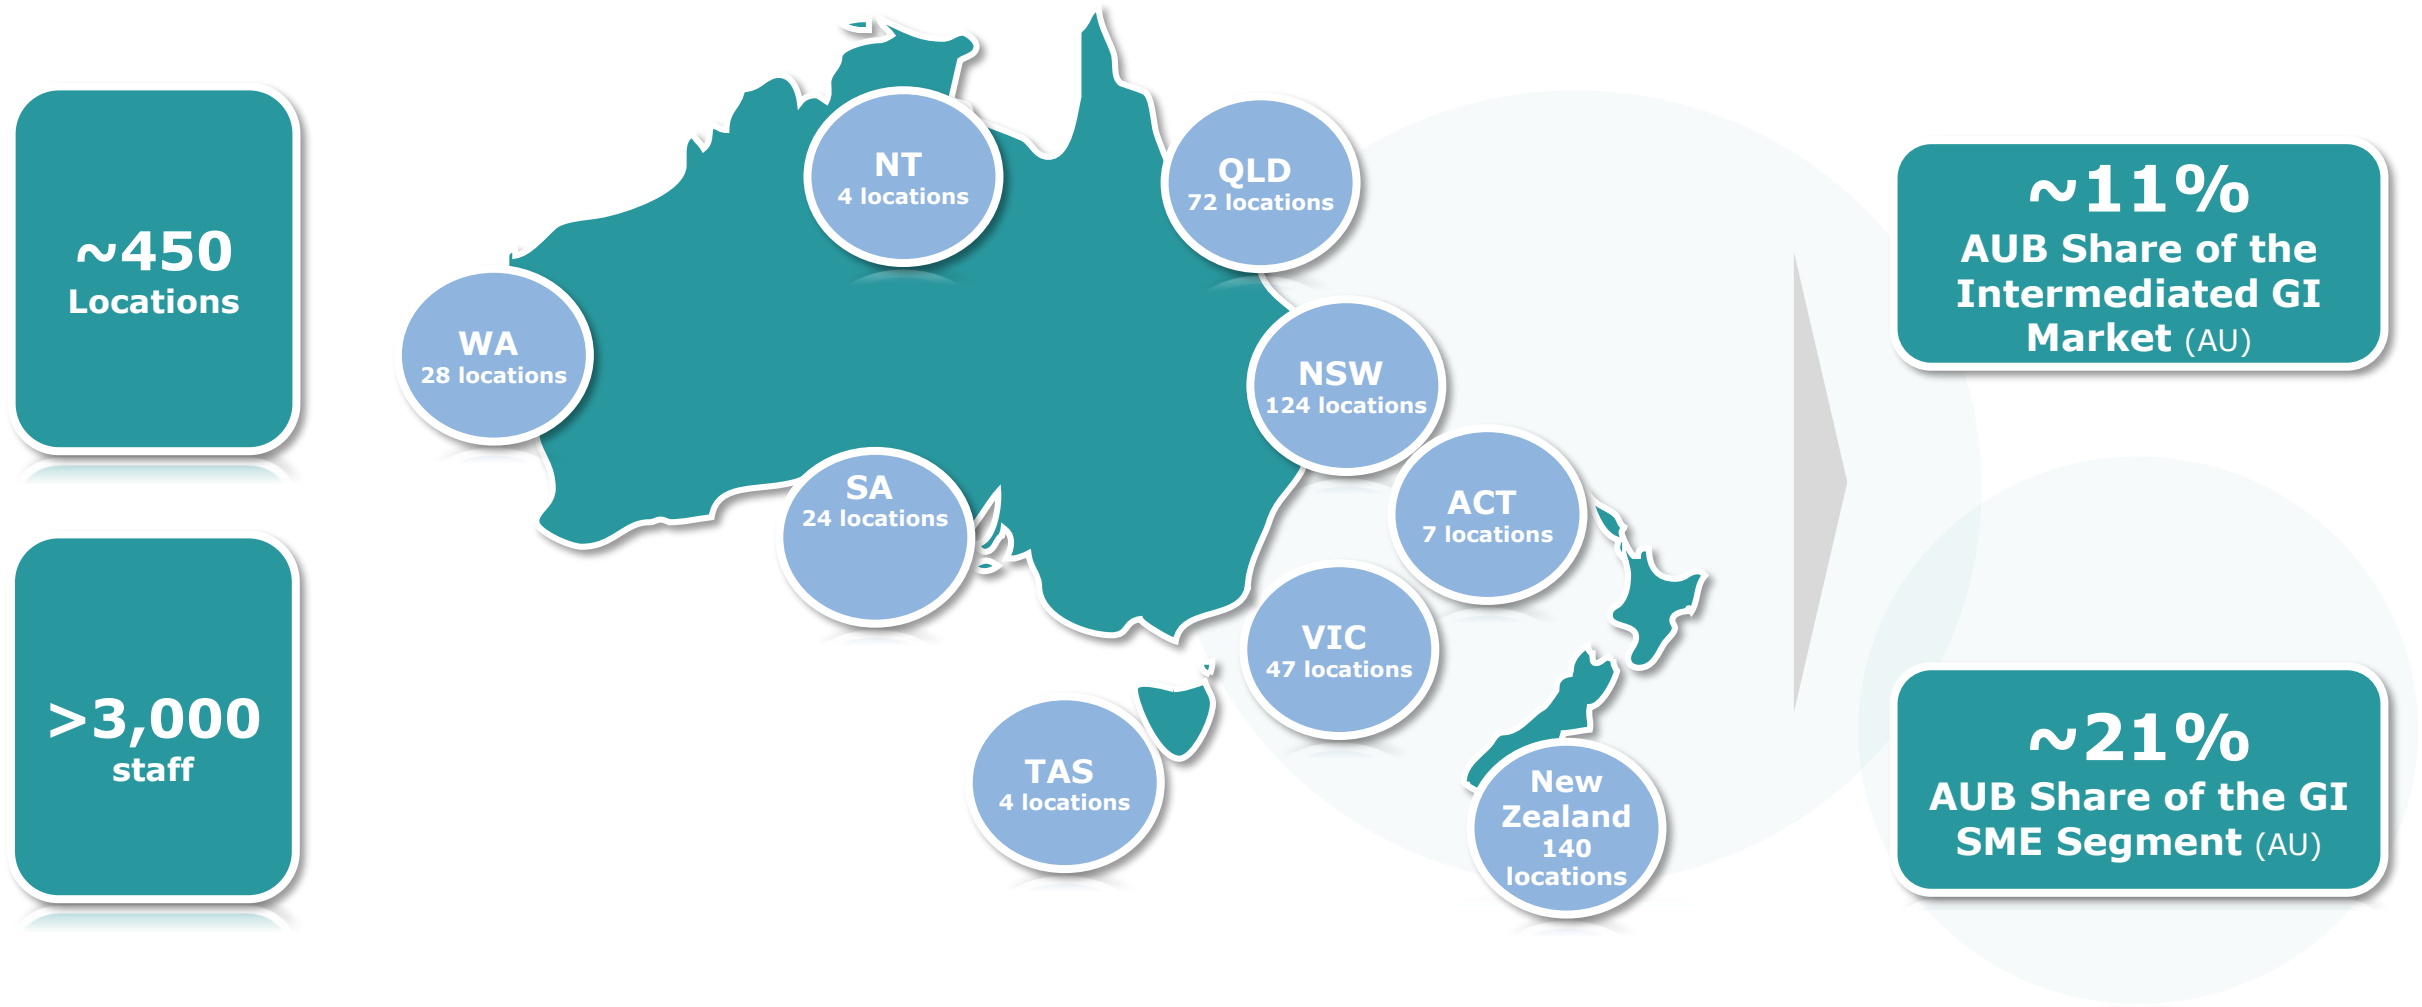 ~450
Locations
>3,000
staff
NT
4 locations
QLD
72 locations
WA
28 locations
NSW
124 locations
SA
24 locations
ACT
7 locations
VIC
47 locations
TAS
4 locations
New
Zealand
140
locations
~11%
AUB Share of the
Intermediated GI
Market (AU)
~21%
AUB Share of the GI
SME Segment (AU)